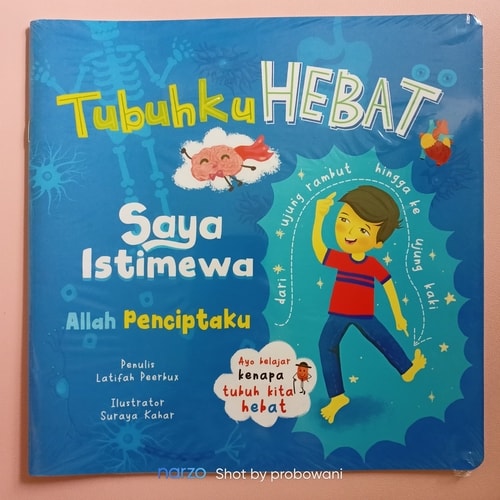 Tubuhku HEBAT
Saya
Istimewa
Allah Penciptaku
Penulis
Latifah Peerbux
Ilustrator
Suraya Kahar
dari ujung rambut hingga ke ujung kaki
Ayo belajar
kenapa
tubuh kita
hebat
narzo Shot by probowani